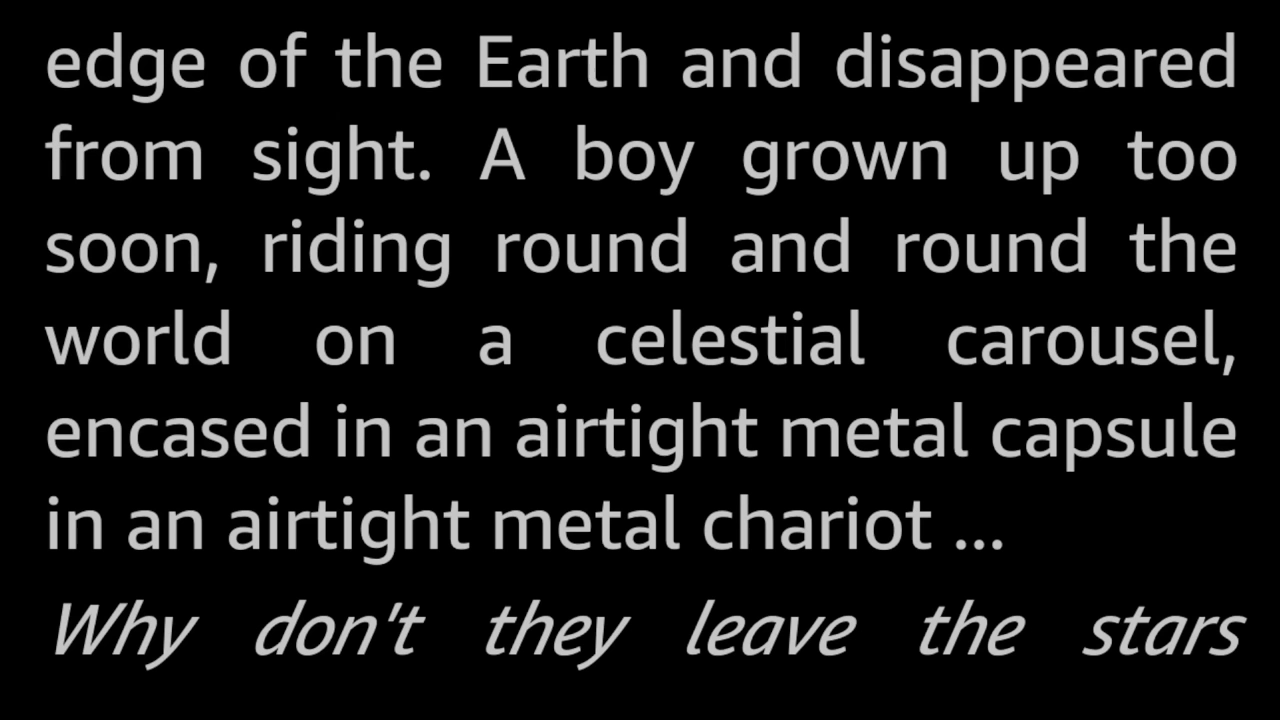 edge of the Earth and disappeared
from sight. A boy grown up too
soon, riding round and round the
world on a celestial carousel,
encased in an airtight metal capsule
in an airtight metal chariot ...
Why don't they leave the stars